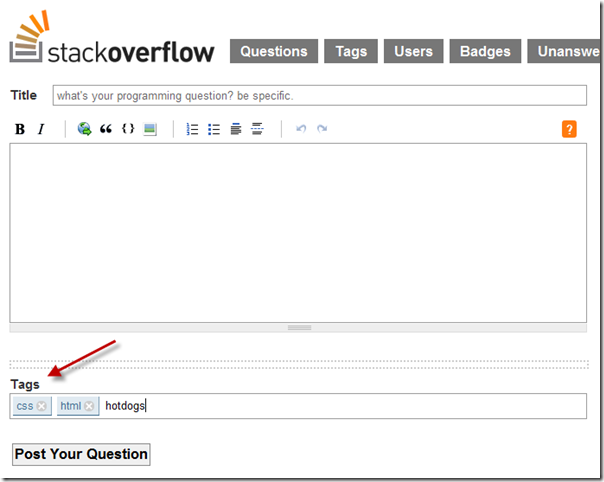 stackoverflow Questions Tags Users Badges Unanswe
Title what's your programming question? be specific.
B I “ {} ?
Tags
css html hotdogs
Post Your Question